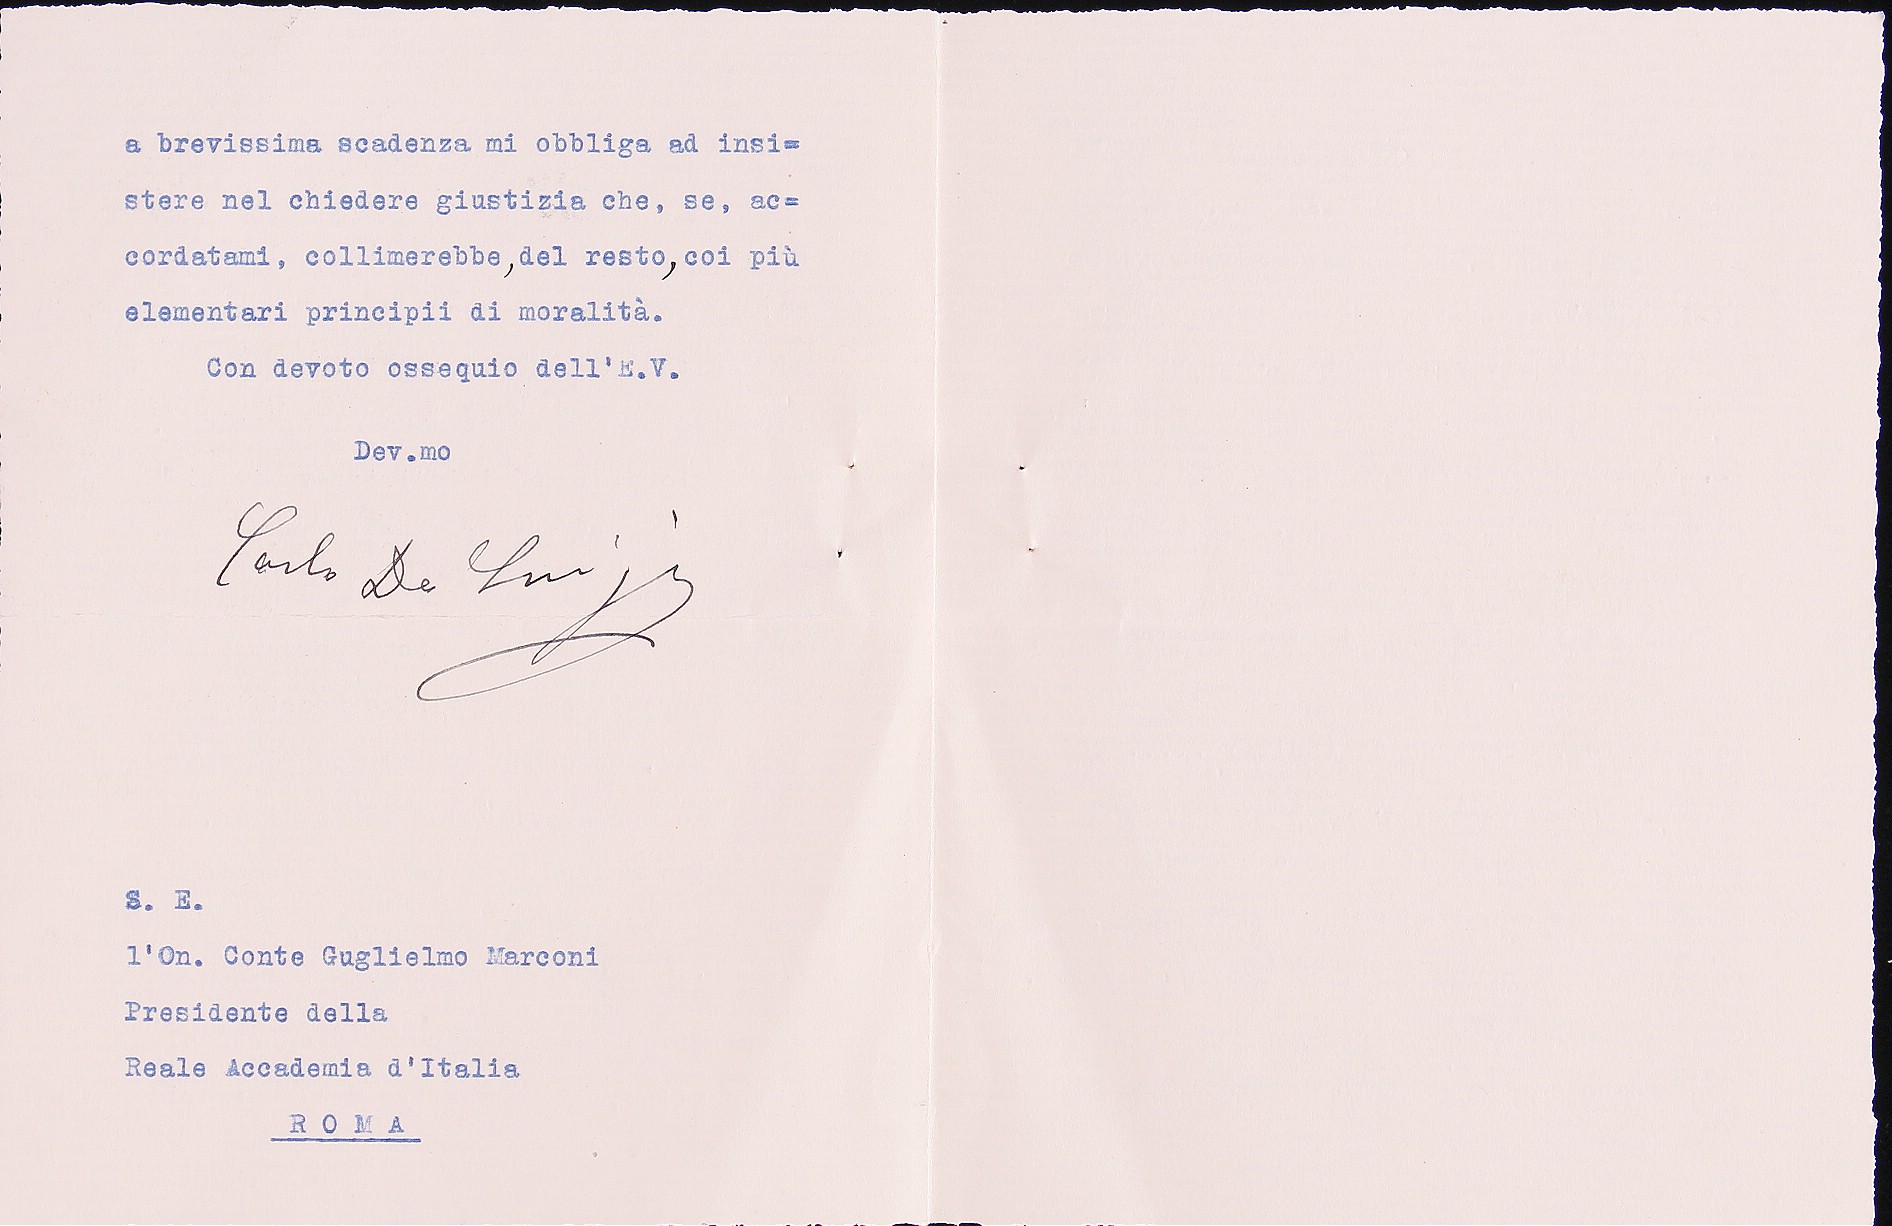 a brevissima scadenza mi obbliga ad insi=
stere nel chiedere giustizia che, se, ac=
cordatami, collimerebbe,del resto,coi più
elementari principii di moralità.
Con devoto ossequio dell'E.V.
Dev.mo
Carlo De Luigi
S. E.
l'On. Conte Guglielmo Marconi
Presidente della
Reale Accademia d'Italia
R O M A